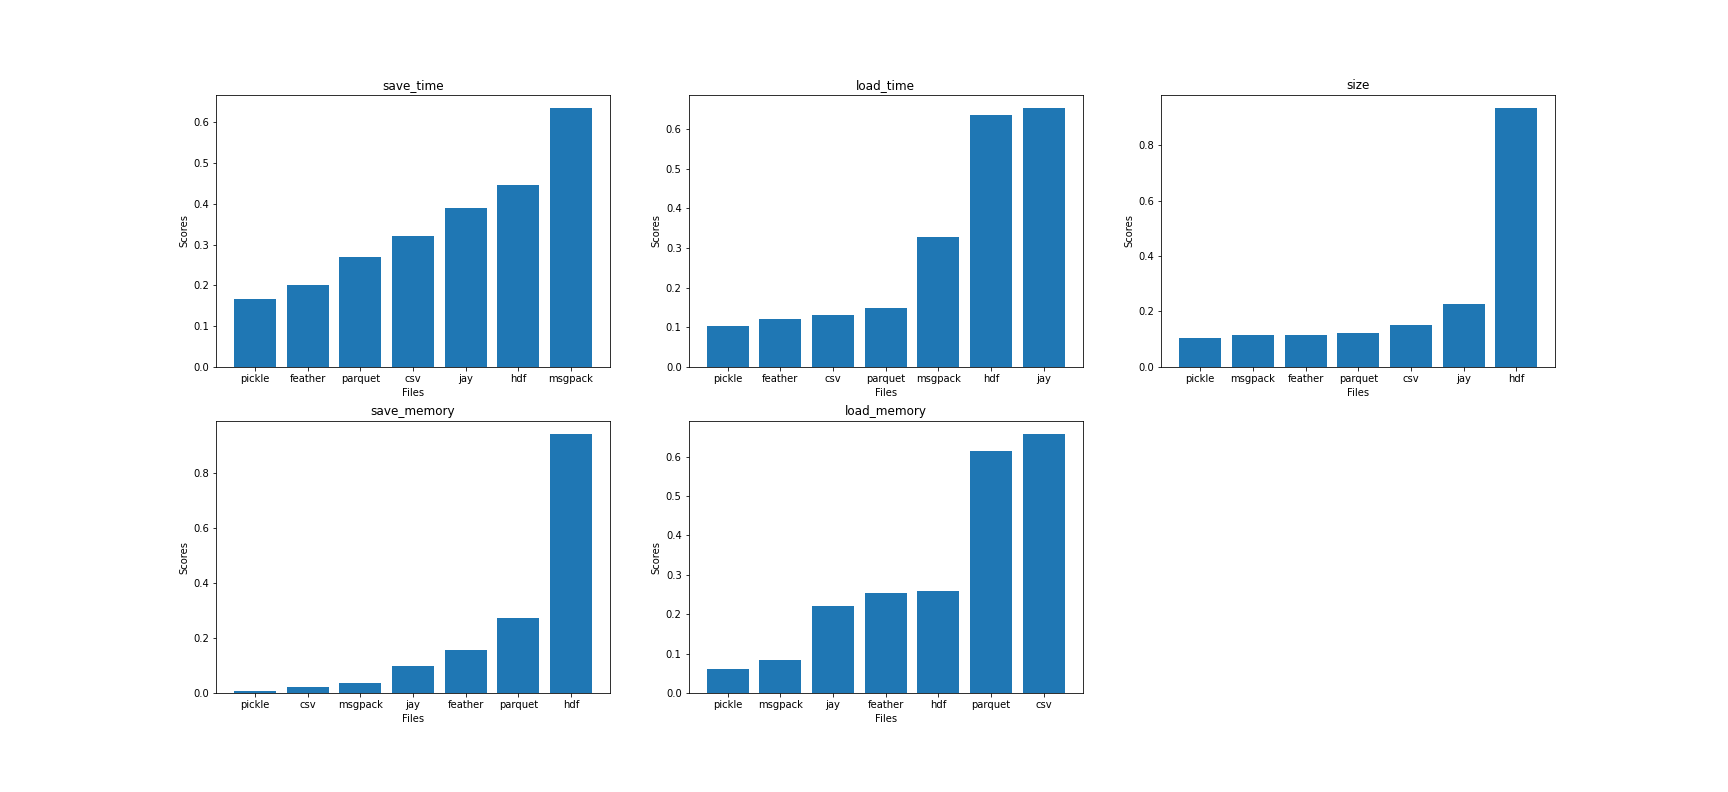 save_time
Scores
0.6
0.5
0.4
0.3
0.2
0.1
0.0
pickle feather parquet csv jay hdf msgpack
Files
load_time
Scores
0.6
0.5
0.4
0.3
0.2
0.1
0.0
pickle feather csv parquet msgpack hdf jay
Files
size
Scores
0.8
0.6
0.4
0.2
0.0
pickle msgpack feather parquet csv jay hdf
Files
save_memory
Scores
0.8
0.6
0.4
0.2
0.0
pickle csv msgpack jay feather parquet hdf
Files
load_memory
Scores
0.6
0.5
0.4
0.3
0.2
0.1
0.0
pickle msgpack jay feather hdf parquet csv
Files